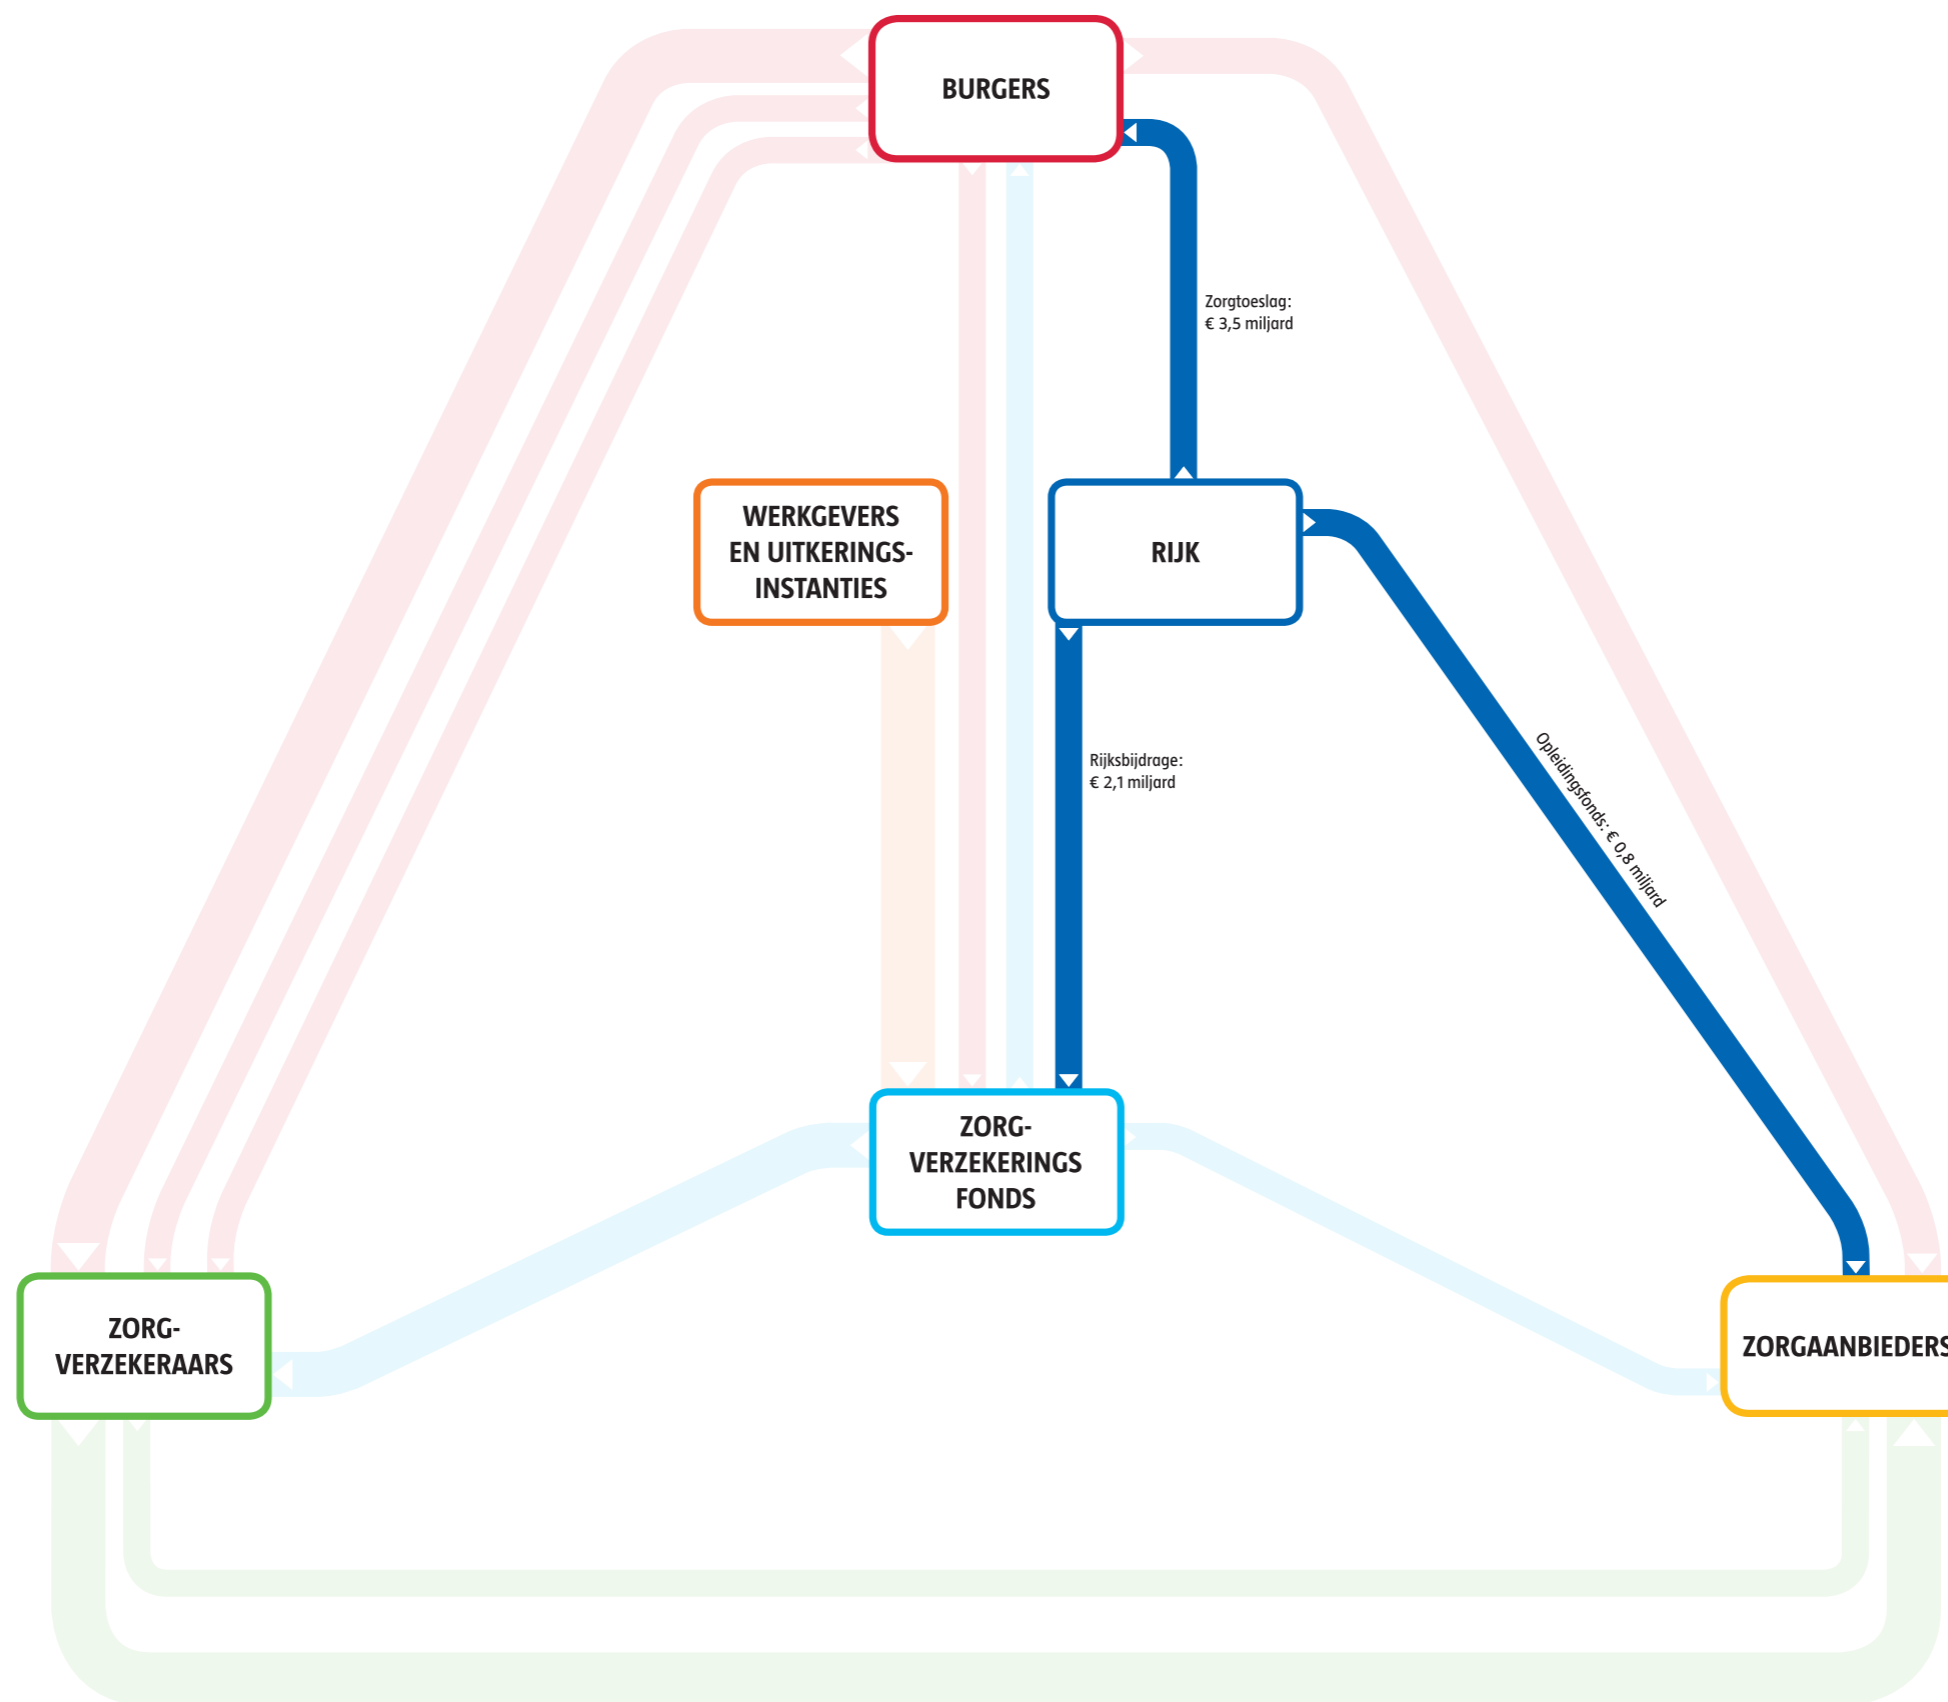 BURGERS
Zorgtoeslag:
€ 3,5 miljard
WERKGEVERS
EN UITKERINGS-
INSTANTIES
RIJK
Rijksbijdrage:
€ 2,1 miljard
Opleidingsfonds: € 0,8 miljard
ZORG-
VERZEKERINGS
FONDS
ZORG-
VERZEKERAARS
ZORGAANBIEDERS